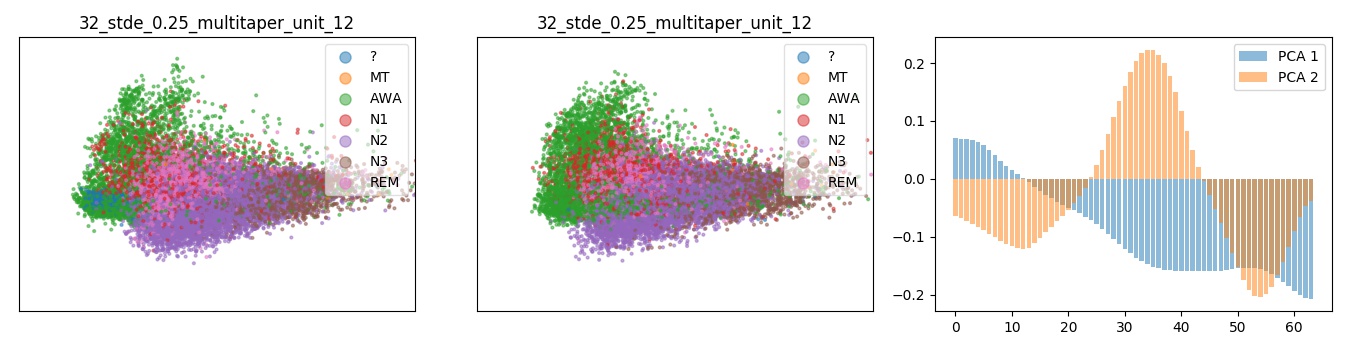 32_stde_0.25_multitaper_unit_12
?
MT
AWA
N1
N2
N3
REM
32_stde_0.25_multitaper_unit_12
?
MT
AWA
N1
N2
N3
REM
PCA 1
PCA 2
0.2
0.1
0.0
−0.1
−0.2
0 10 20 30 40 50 60